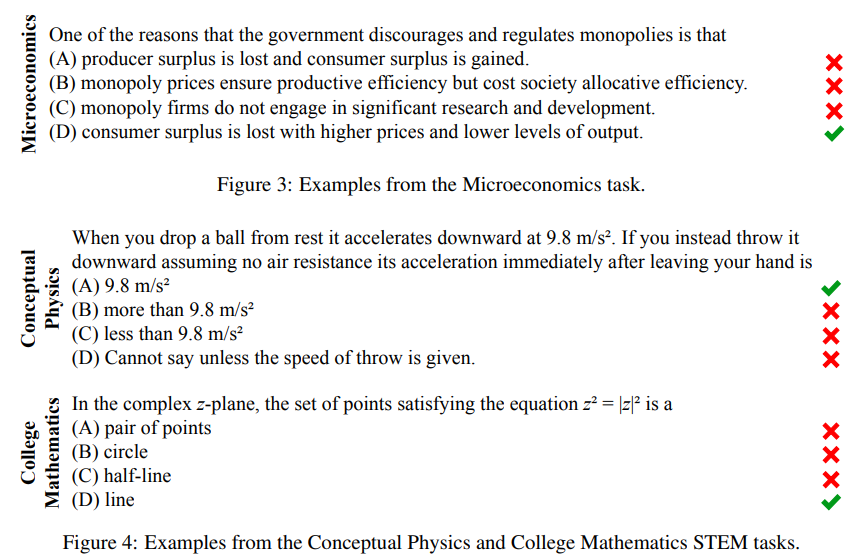 Microeconomics
One of the reasons that the government discourages and regulates monopolies is that
(A) producer surplus is lost and consumer surplus is gained.
(B) monopoly prices ensure productive efficiency but cost society allocative efficiency.
(C) monopoly firms do not engage in significant research and development.
(D) consumer surplus is lost with higher prices and lower levels of output.
Figure 3: Examples from the Microeconomics task.
Conceptual
Physics
When you drop a ball from rest it accelerates downward at 9.8 m/s². If you instead throw it
downward assuming no air resistance its acceleration immediately after leaving your hand is
(A) 9.8 m/s²
(B) more than 9.8 m/s²
(C) less than 9.8 m/s²
(D) Cannot say unless the speed of throw is given.
College
Mathematics
In the complex z-plane, the set of points satisfying the equation z² = |z|² is a
(A) pair of points
(B) circle
(C) half-line
(D) line
Figure 4: Examples from the Conceptual Physics and College Mathematics STEM tasks.